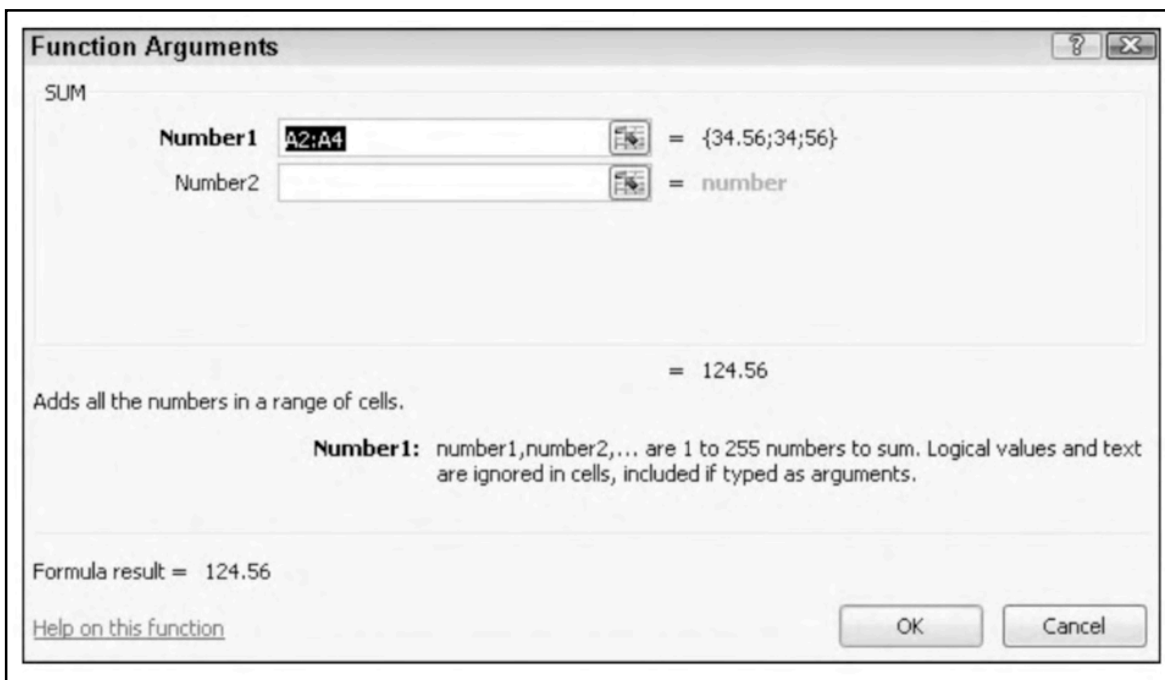 Function Arguments
SUM
Number1 A2:A4 = {34.56;34;56}
Number2 = number
= 124.56
Adds all the numbers in a range of cells.
Number1: number1,number2,... are 1 to 255 numbers to sum. Logical values and text
are ignored in cells, included if typed as arguments.
Formula result = 124.56
Help on this function OK Cancel